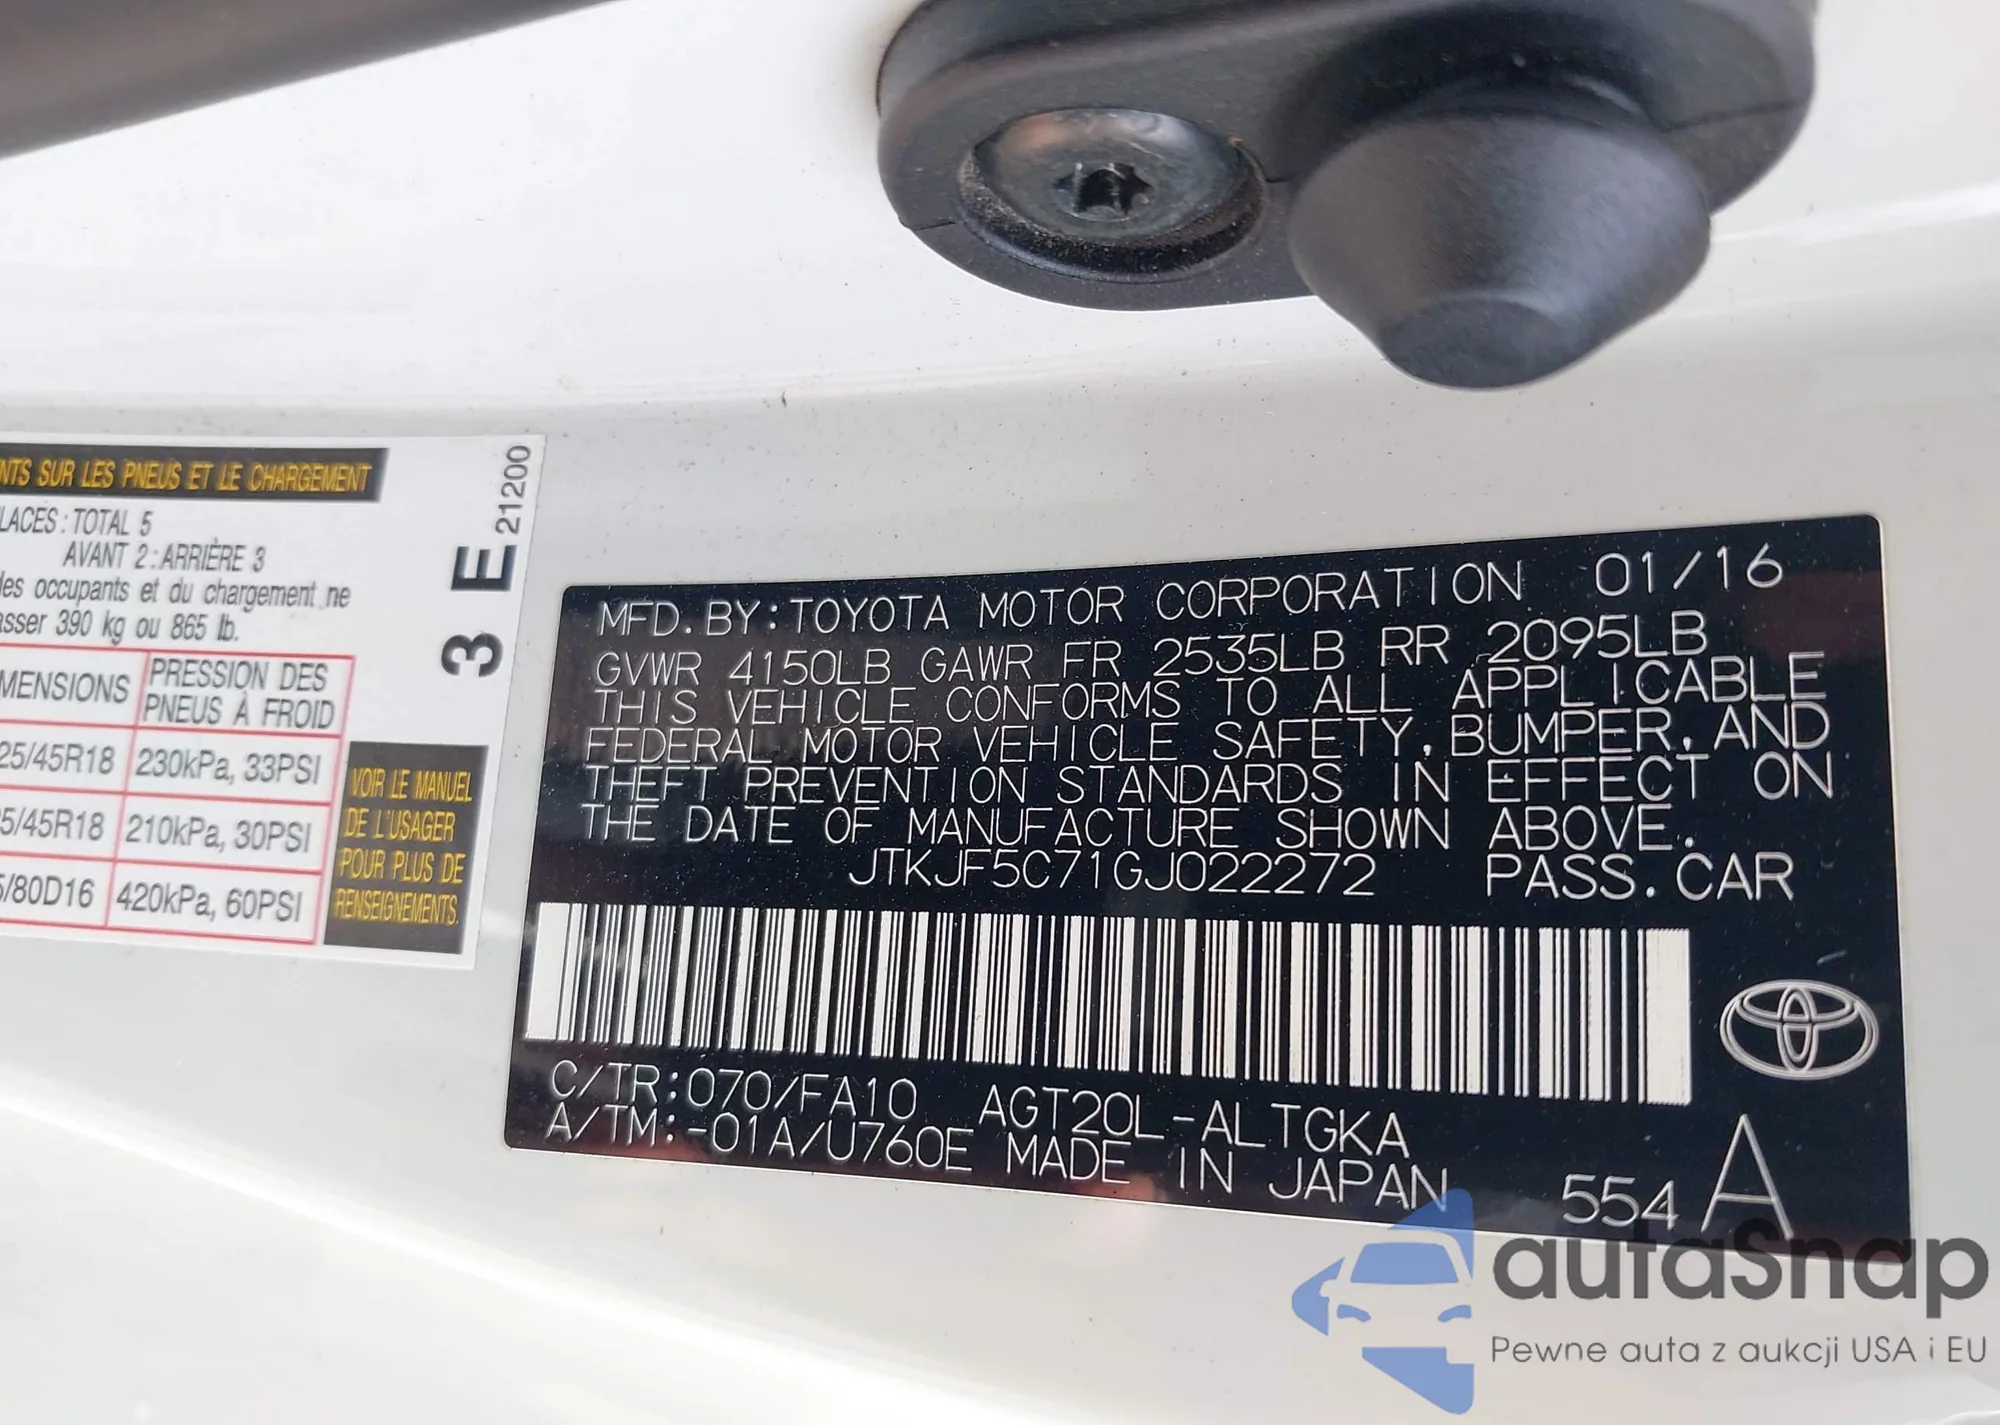 NTS SUR LES PNEUS ET LE CHARGEMENT
LACES : TOTAL 5
AVANT 2 : ARRIÈRE 3
des occupants et du chargement ne
asser 390 kg ou 865 lb.
MENSIONS PRESSION DES
PNEUS À FROID
25/45R18 230kPa, 33PSI
5/45R18 210kPa, 30PSI
5/80D16 420kPa, 60PSI
VOIR LE MANUEL
DE L'USAGER
POUR PLUS DE
RENSEIGNEMENTS.
3 E 21200
MFD. BY: TOYOTA MOTOR CORPORATION 01/16
GVWR 4150LB GAWR FR 2535LB RR 2095LB
THIS VEHICLE CONFORMS TO ALL APPLICABLE
FEDERAL MOTOR VEHICLE SAFETY, BUMPER, AND
THEFT PREVENTION STANDARDS IN EFFECT ON
THE DATE OF MANUFACTURE SHOWN ABOVE.
JTKJF5C71GJ022272 PASS. CAR
C/TR: 070/FA10 AGT20L-ALTGKA
A/TM: -01A/U760E MADE IN JAPAN
554 A
autaSnap
Pewne auta z aukcji USA i EU